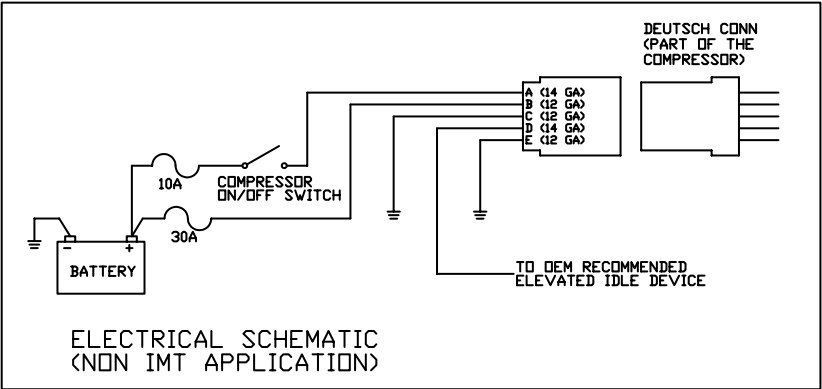 DEUTSCH CONN
(PART OF THE
COMPRESSOR)
A (14 GA)
B (12 GA)
C (12 GA)
D (14 GA)
E (12 GA)
10A
COMPRESSOR
ON/OFF SWITCH
30A
- +
BATTERY
TO OEM RECOMMENDED
ELEVATED IDLE DEVICE
ELECTRICAL SCHEMATIC
(NON IMT APPLICATION)